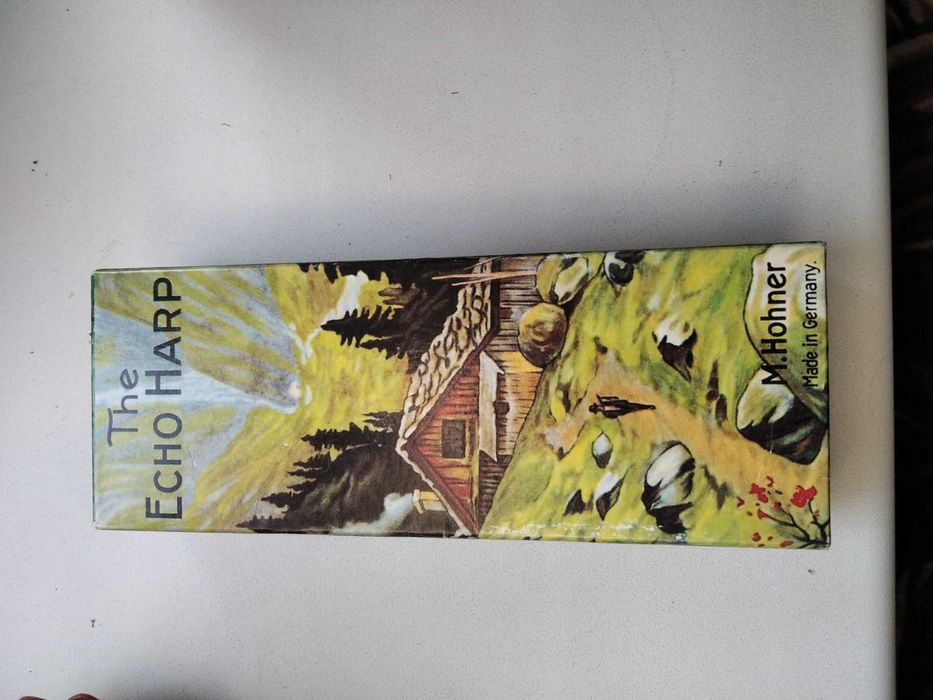 The
ECHO HARP
M. Hohner
Made in Germany.